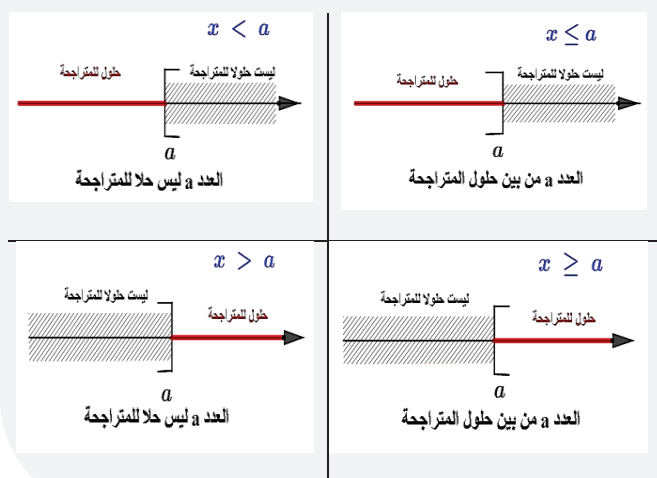 x < a
حلول للمتراجحة
ليست حلولا للمتراجحة
a
العدد a ليس حلا للمتراجحة
x ≤ a
حلول للمتراجحة
ليست حلولا للمتراجحة
a
العدد a من بين حلول المتراجحة
x > a
ليست حلولا للمتراجحة
حلول للمتراجحة
a
العدد a ليس حلا للمتراجحة
x ≥ a
ليست حلولا للمتراجحة
حلول للمتراجحة
a
العدد a من بين حلول المتراجحة